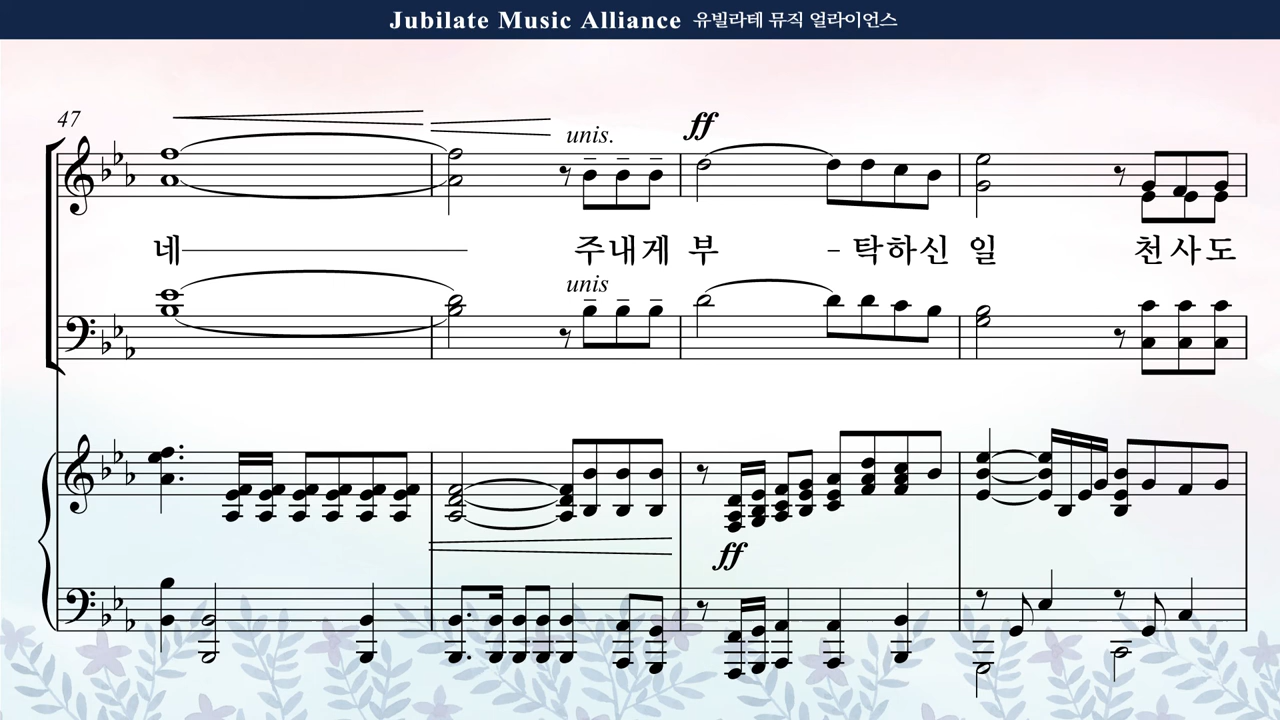 Jubilate Music Alliance 유빌라테 뮤직 얼라이언스
47
unis.
ff
네 주내게 부 - 탁하신 일 천사도
unis
ff